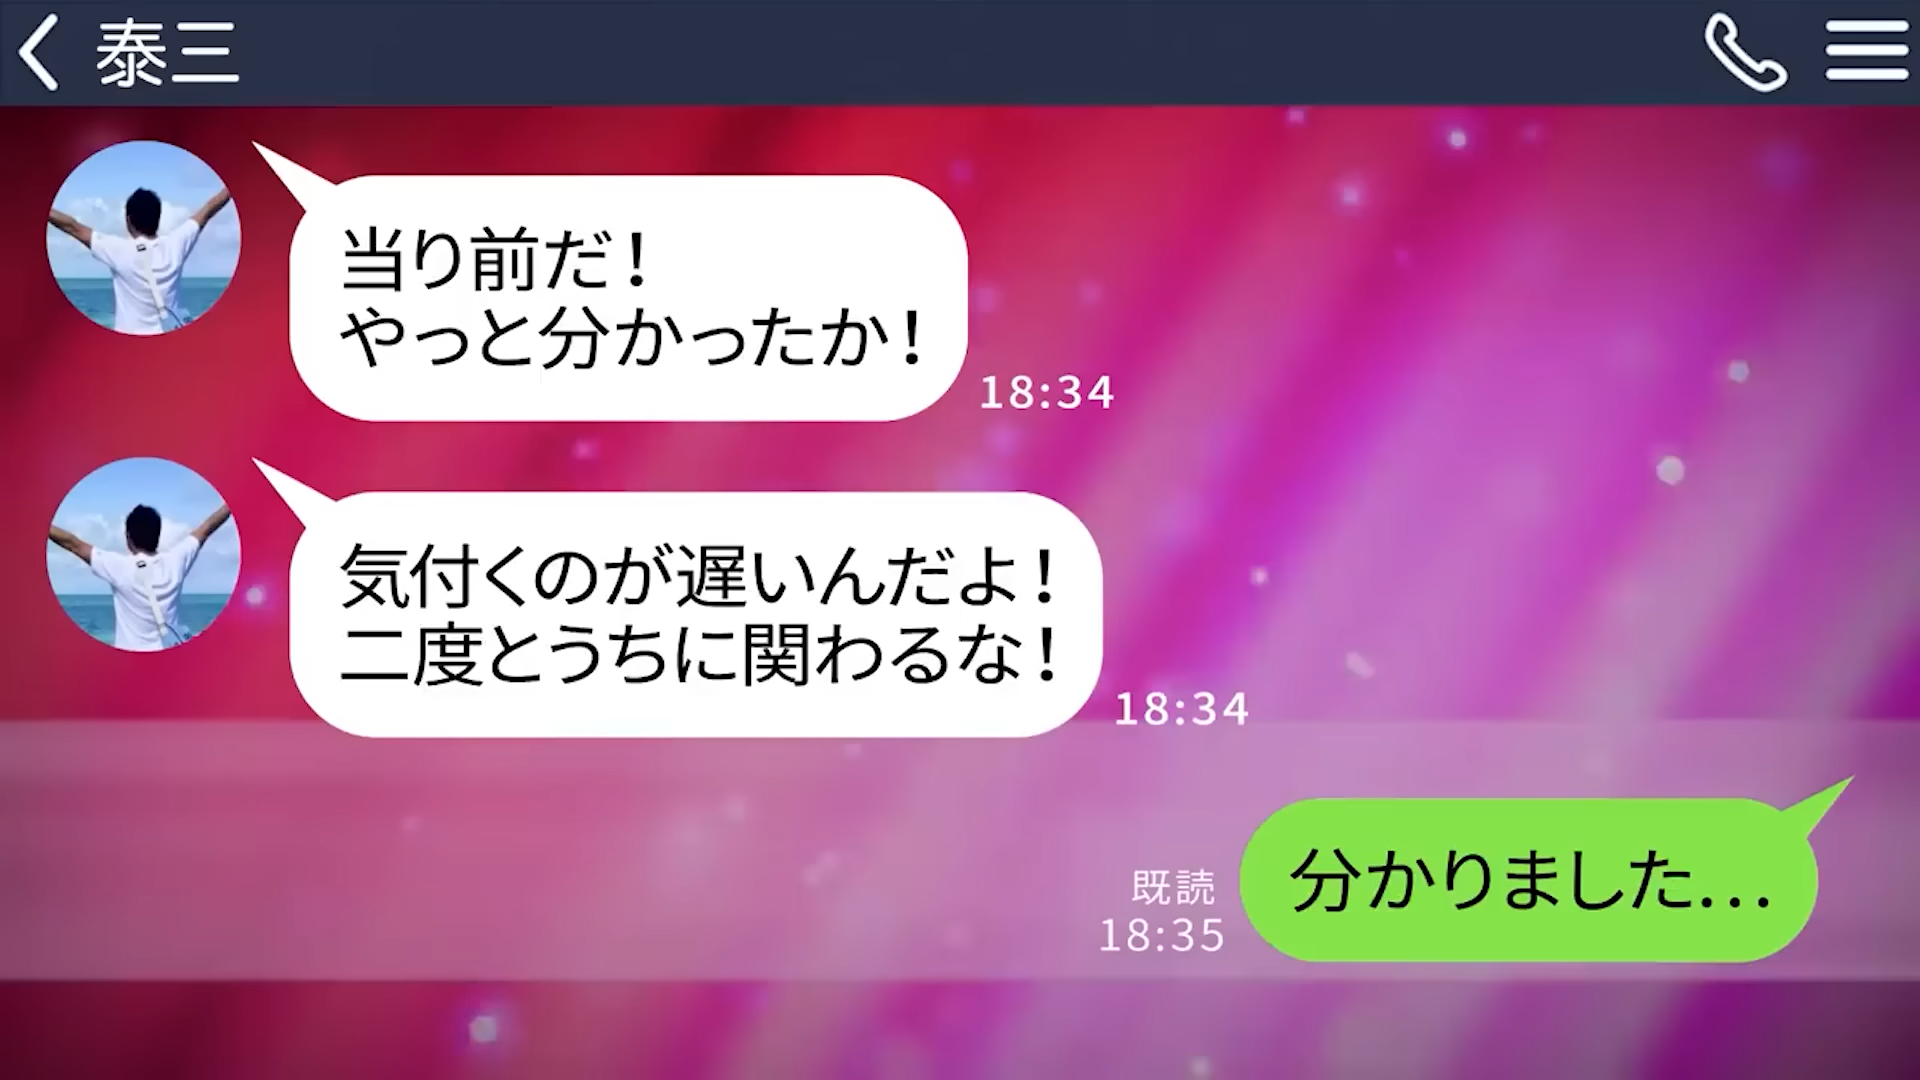 泰三
当り前だ！
やっと分かったか！
18:34
気付くのが遅いんだよ！
二度とうちに関わるな！
18:34
分かりました…
既読
18:35